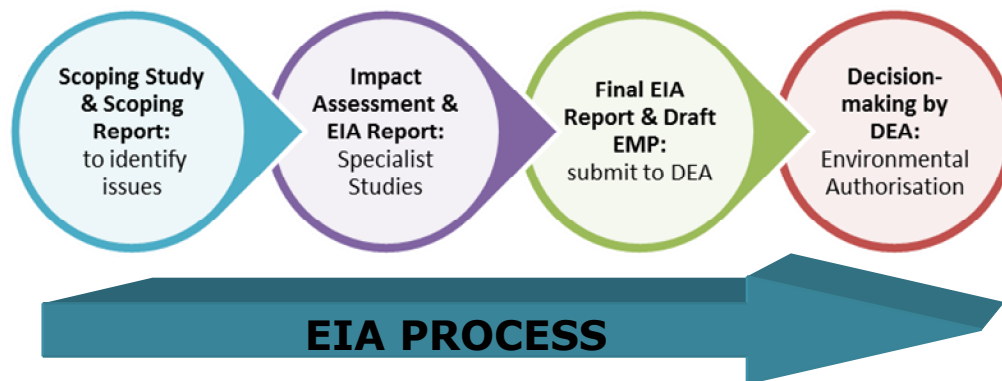 Scoping Study
& Scoping
Report:
to identify
issues
Impact
Assessment &
EIA Report:
Specialist
Studies
Final EIA
Report & Draft
EMP:
submit to DEA
Decision-
making by
DEA:
Environmental
Authorisation
EIA PROCESS